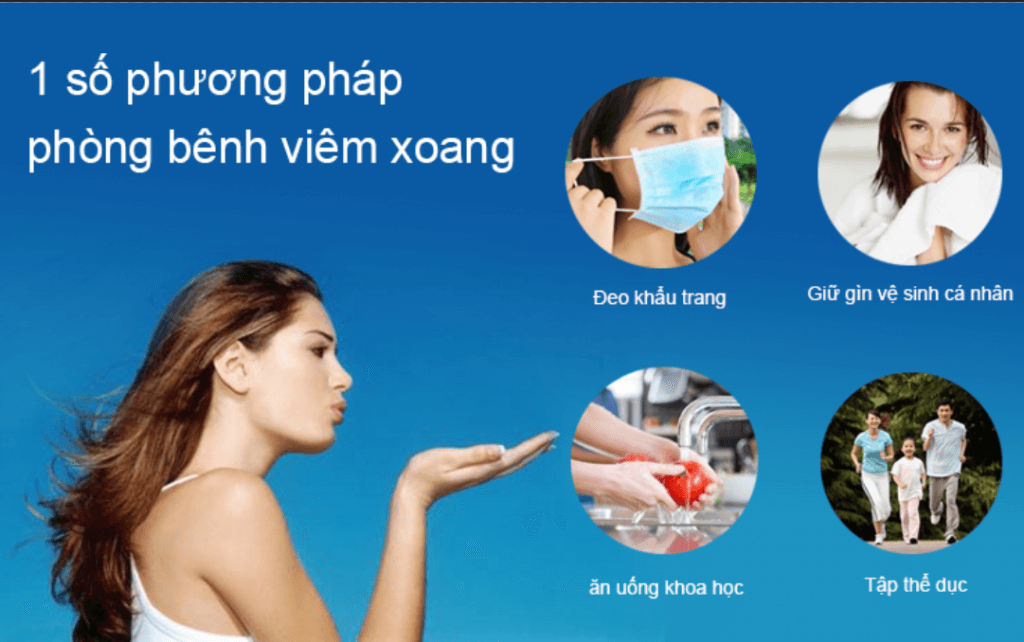 1 số phương pháp
phòng bênh viêm xoang
Đeo khẩu trang
Giữ gìn vệ sinh cá nhân
ăn uống khoa học
Tập thể dục